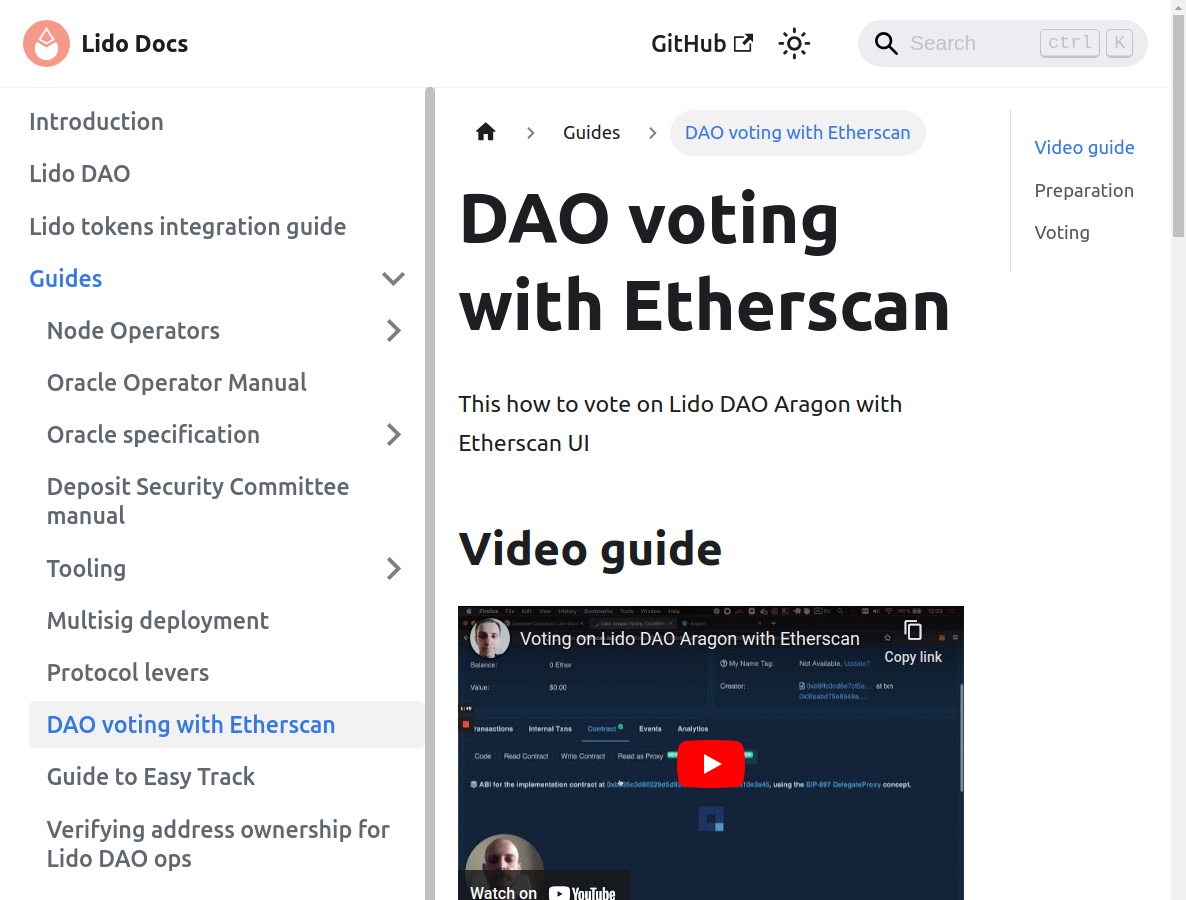 Lido Docs
GitHub
Search
ctrl K
Introduction
Lido DAO
Lido tokens integration guide
Guides
Node Operators
Oracle Operator Manual
Oracle specification
Deposit Security Committee
manual
Tooling
Multisig deployment
Protocol levers
DAO voting with Etherscan
Guide to Easy Track
Verifying address ownership for
Lido DAO ops
Guides
DAO voting with Etherscan
DAO voting
with Etherscan
This how to vote on Lido DAO Aragon with
Etherscan UI
Video guide
Voting on Lido DAO Aragon with Etherscan
Copy link
Balance: 0 Ether
My Name Tag: Not Available, Update?
Value: $0.00
Creator: at txn
Internal Txns Contract Events Analytics
Code Read Contract Write Contract Read as Proxy
ABI for the implementation contract at
using the EIP-897 DelegateProxy concept.
Watch on YouTube
Video guide
Preparation
Voting